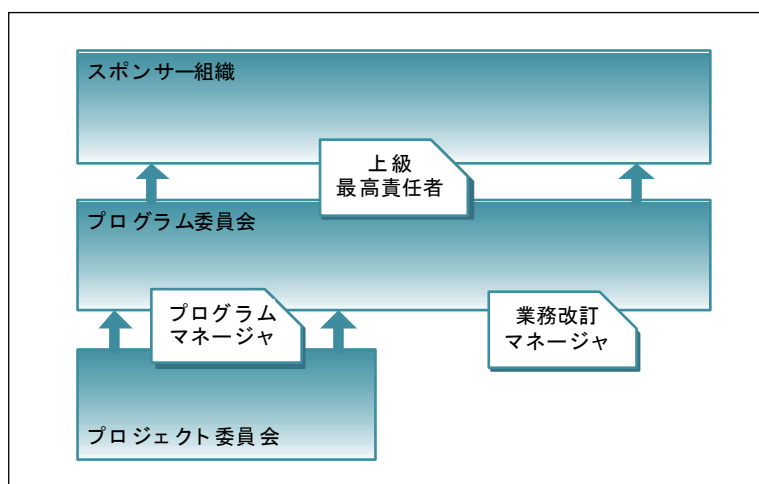 スポンサー組織
上級
最高責任者
プログラム委員会
プログラム
マネージャ
業務改訂
マネージャ
プロジェクト委員会